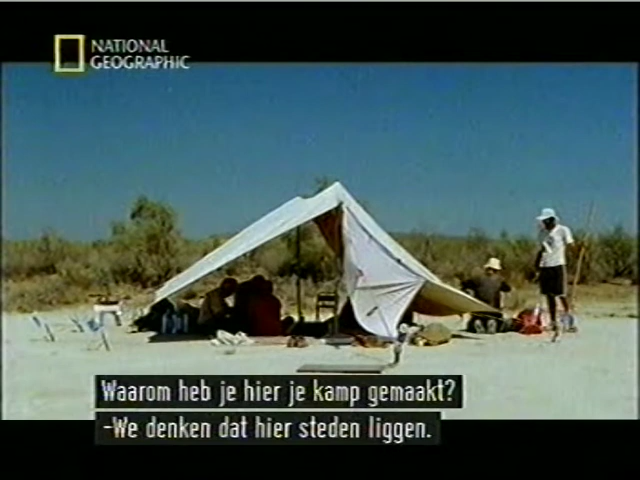 NATIONAL
GEOGRAPHIC
Waarom heb je hier je kamp gemaakt?
-We denken dat hier steden liggen.